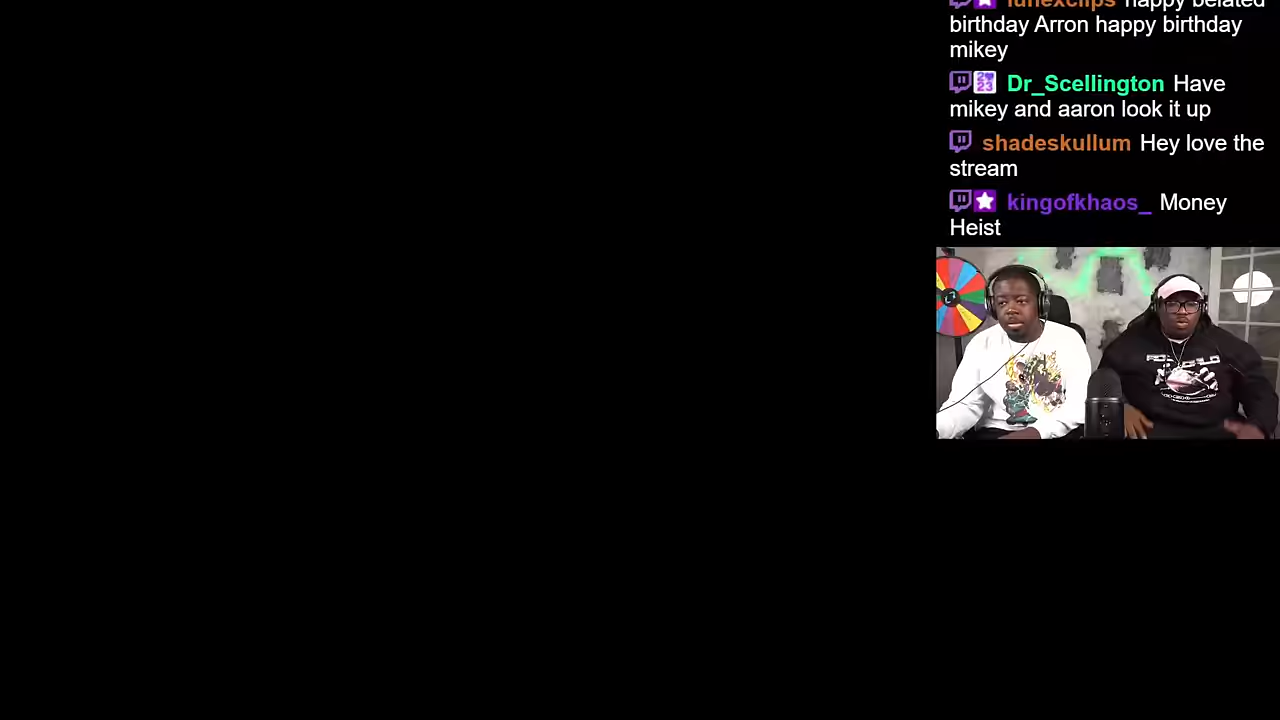 lunexclips happy belated
birthday Arron happy birthday
mikey
Dr_Scellington Have
mikey and aaron look it up
shadeskullum Hey love the
stream
kingofkhaos_ Money
Heist